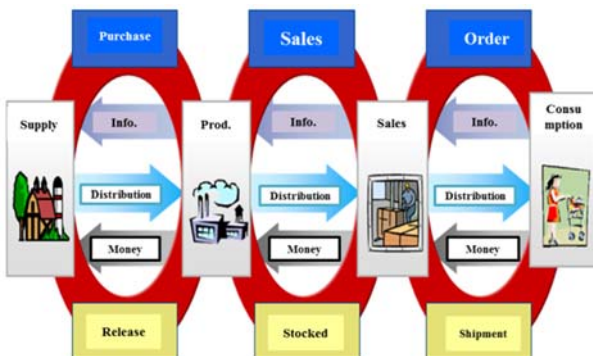 Purchase
Sales
Order
Supply
Info.
Prod.
Info.
Sales
Info.
Consu
mption
Distribution
Distribution
Distribution
Money
Money
Money
Release
Stocked
Shipment